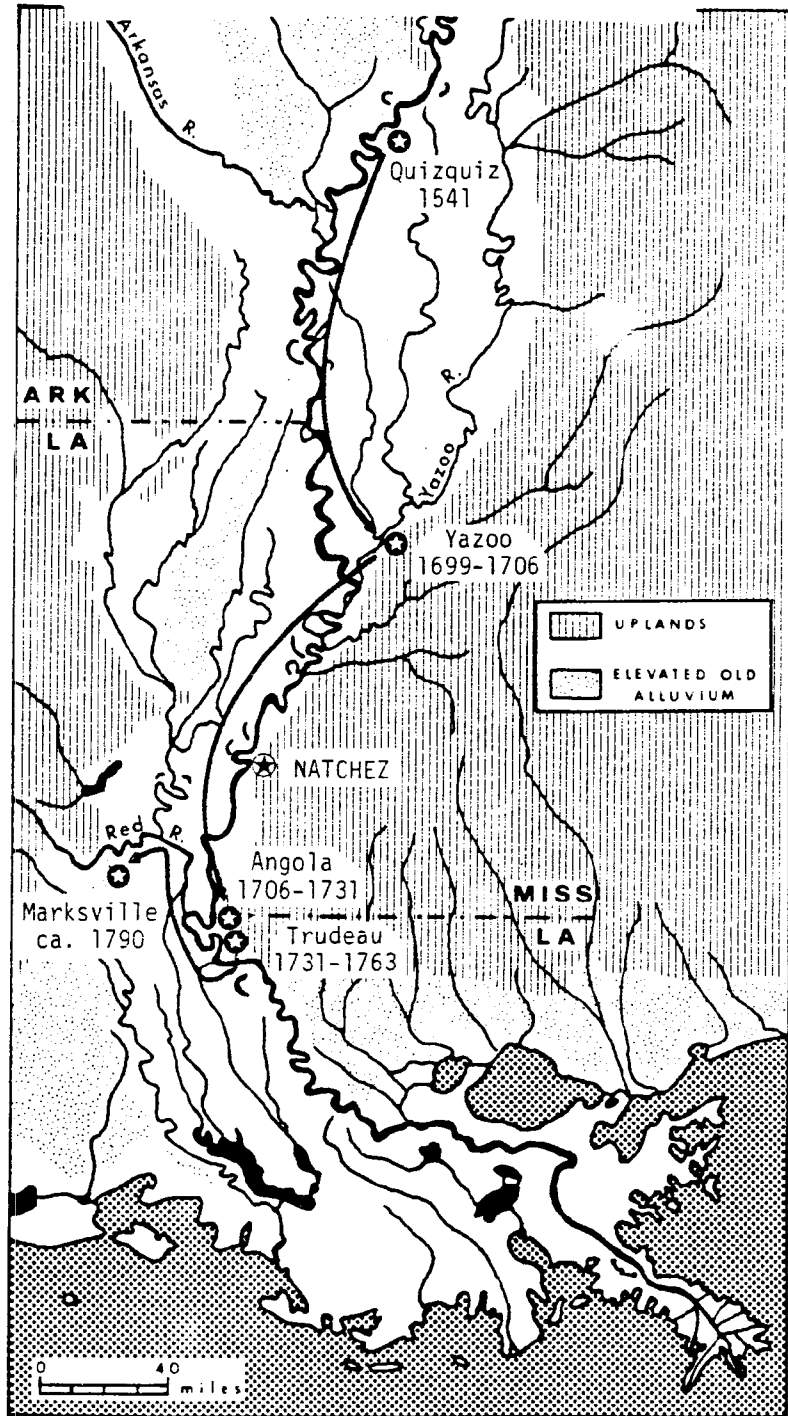 Arkansas R.
Quizquiz
1541
ARK
LA
Yazoo R.
Yazoo
1699-1706
UPLANDS
ELEVATED OLD
ALLUVIUM
NATCHEZ
Red R.
Angola
1706-1731
MISS
LA
Marksville
ca. 1790
Trudeau
1731-1763
0 40
miles